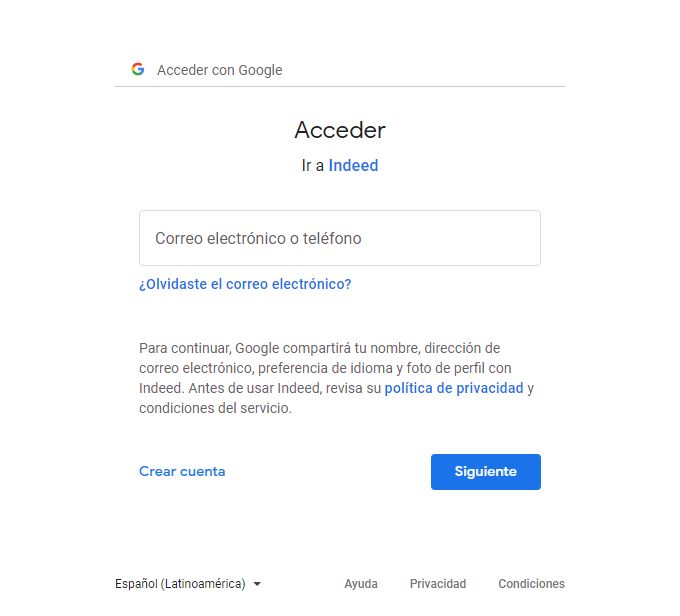 Acceder con Google
Acceder
Ir a Indeed
Correo electrónico o teléfono
¿Olvidaste el correo electrónico?
Para continuar, Google compartirá tu nombre, dirección de
correo electrónico, preferencia de idioma y foto de perfil con
Indeed. Antes de usar Indeed, revisa su política de privacidad y
condiciones del servicio.
Crear cuenta Siguiente
Español (Latinoamérica) Ayuda Privacidad Condiciones